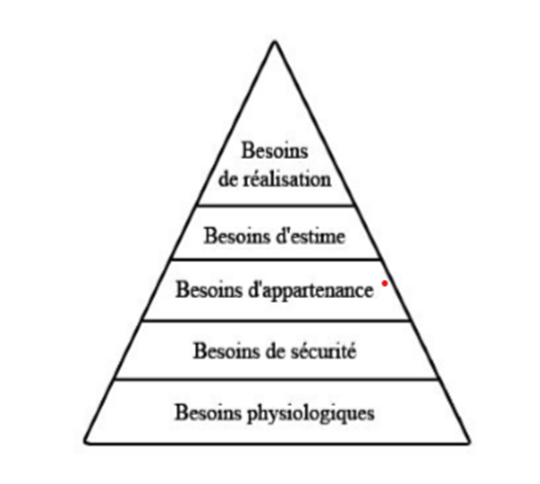 Besoins
de réalisation
Besoins d'estime
Besoins d'appartenance
Besoins de sécurité
Besoins physiologiques